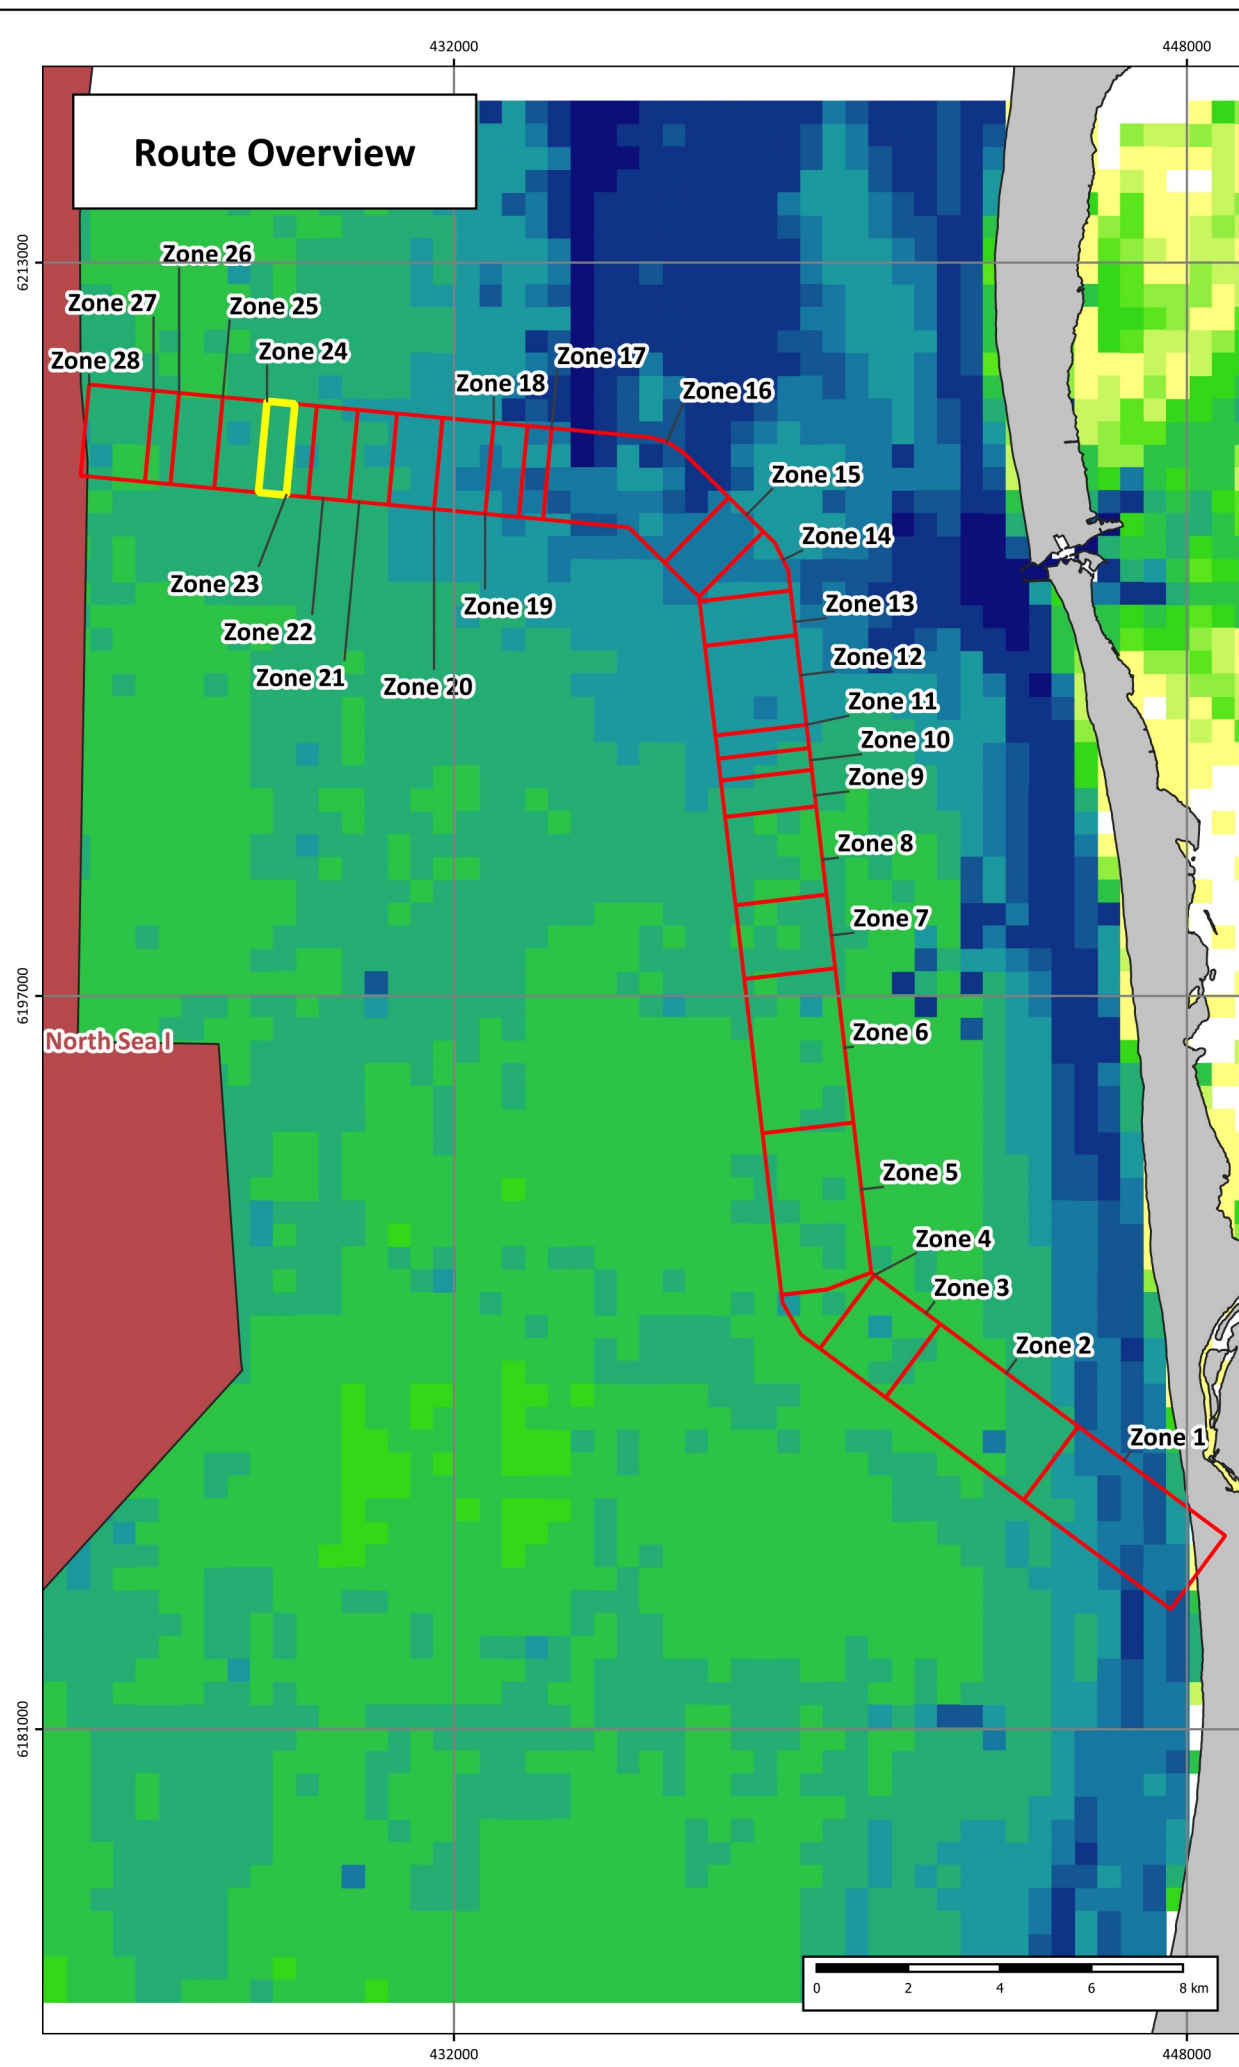 432000
448000
Route Overview
6213000
Zone 26
Zone 27
Zone 25
Zone 24
Zone 28
Zone 17
Zone 18
Zone 16
Zone 15
Zone 14
Zone 23
Zone 19
Zone 13
Zone 22
Zone 12
Zone 21
Zone 20
Zone 11
Zone 10
Zone 9
Zone 8
Zone 7
6197000
North Sea I
Zone 6
Zone 5
Zone 4
Zone 3
Zone 2
Zone 1
6181000
0 2 4 6 8 km
432000
448000